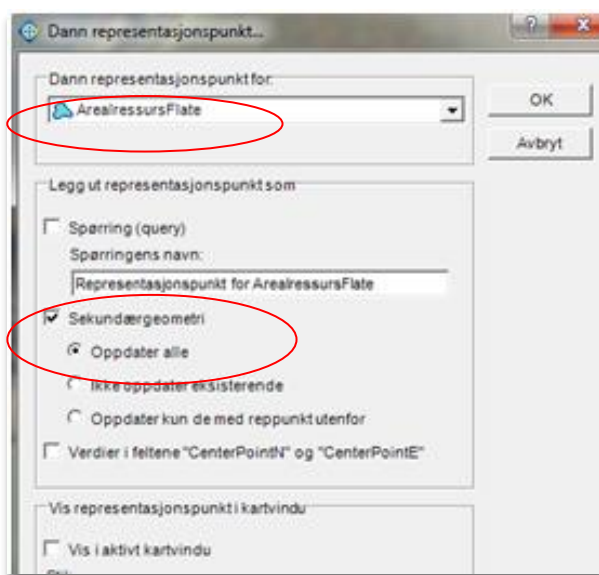 Dann representasjonspunkt...
Dann representasjonspunkt for:
ArealressursFlate
OK
Avbryt
Legg ut representasjonspunkt som
Spørring (query)
Spørringens navn:
Representasjonspunkt for ArealressursFlate
Sekundærgeometri
Oppdater alle
Ikke oppdater eksisterende
Oppdater kun de med reppunkt utenfor
Verdier i feltene "CenterPointN" og "CenterPointE"
Vis representasjonspunkt i kartvindu
Vis i aktivt kartvindu